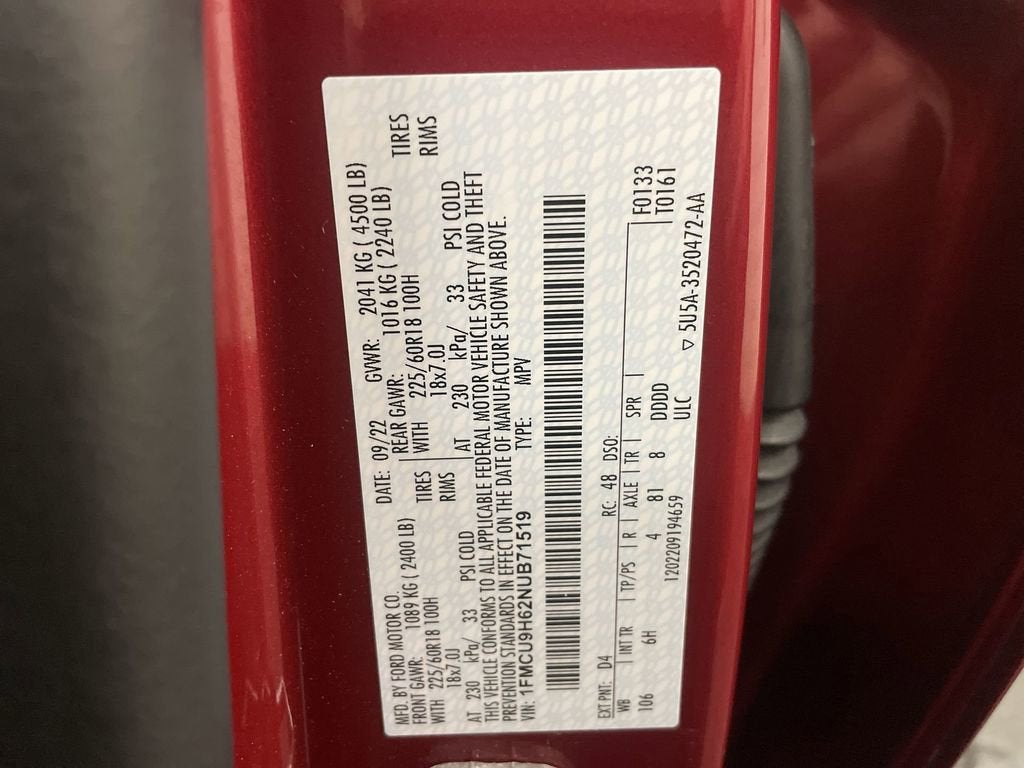 MFD. BY FORD MOTOR CO. DATE: 09/22 GVWR: 2041 KG ( 4500 LB)
FRONT GAWR: 1089 KG ( 2400 LB) REAR GAWR: 1016 KG ( 2240 LB)
WITH 225/60R18 100H TIRES WITH 225/60R18 100H TIRES
18x7.0J RIMS 18x7.0J RIMS
AT 230 kPa/ 33 PSI COLD AT 230 kPa/ 33 PSI COLD
THIS VEHICLE CONFORMS TO ALL APPLICABLE FEDERAL MOTOR VEHICLE SAFETY AND THEFT
PREVENTION STANDARDS IN EFFECT ON THE DATE OF MANUFACTURE SHOWN ABOVE.
VIN: 1FMCU9H62NUB71519 TYPE: MPV
EXT PNT: D4 RC: 48 DSO: F0133
WB | INT TR | TP/PS | R | AXLE | TR | SPR | T0161
106 6H 4 81 8 DDDD
ULC
1202209194659 ▽ 5U5A-3520472-AA